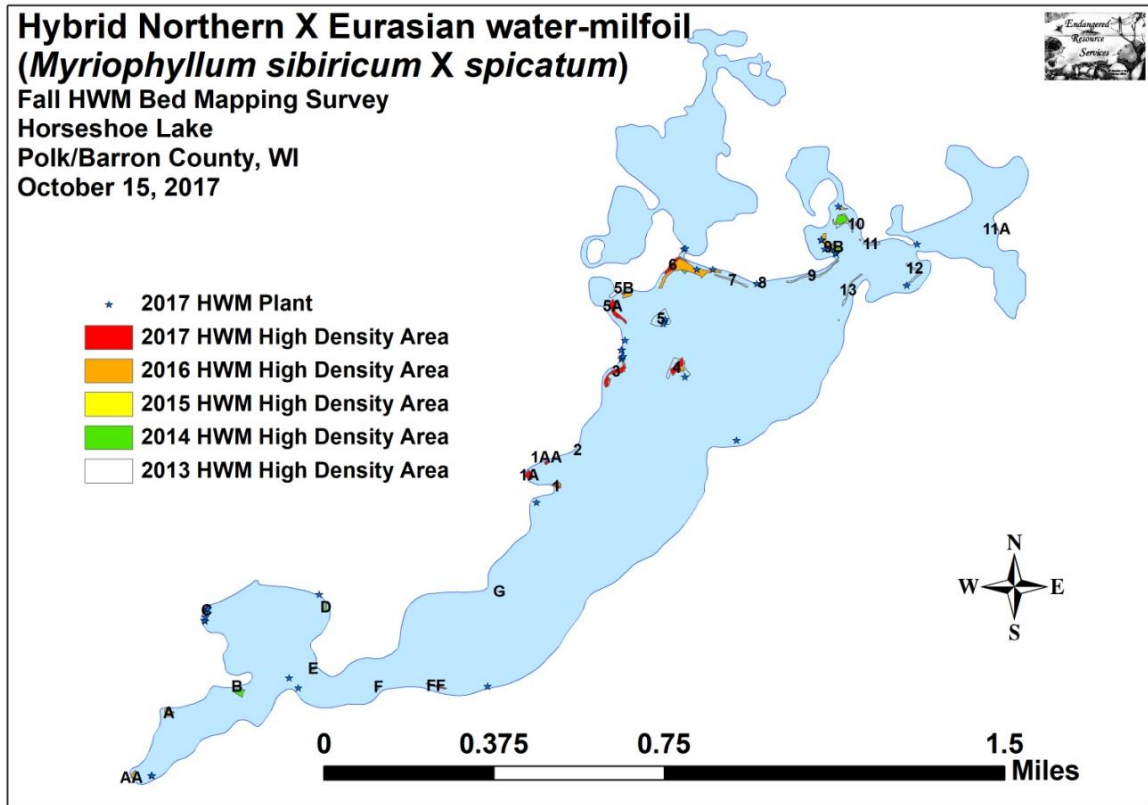 Hybrid Northern X Eurasian water-milfoil
(Myriophyllum sibiricum X spicatum)
Fall HWM Bed Mapping Survey
Horseshoe Lake
Polk/Barron County, WI
October 15, 2017
Endangered
Resource
Services
2017 HWM Plant
2017 HWM High Density Area
2016 HWM High Density Area
2015 HWM High Density Area
2014 HWM High Density Area
2013 HWM High Density Area
10
11A
11
9B
6
12
9
7
8
5B
13
5A
5
4
3
2
1AA
1A
1
N
W E
S
G
C
D
E
B
F
FF
A
AA
0 0.375 0.75 1.5
Miles